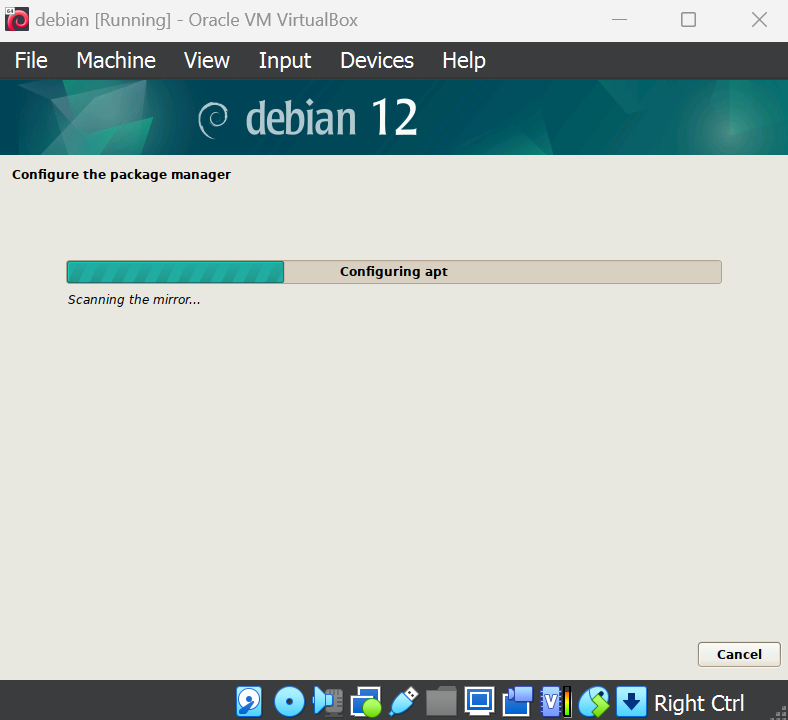 debian [Running] - Oracle VM VirtualBox
File Machine View Input Devices Help
debian 12
Configure the package manager
Configuring apt
Scanning the mirror...
Cancel
Right Ctrl